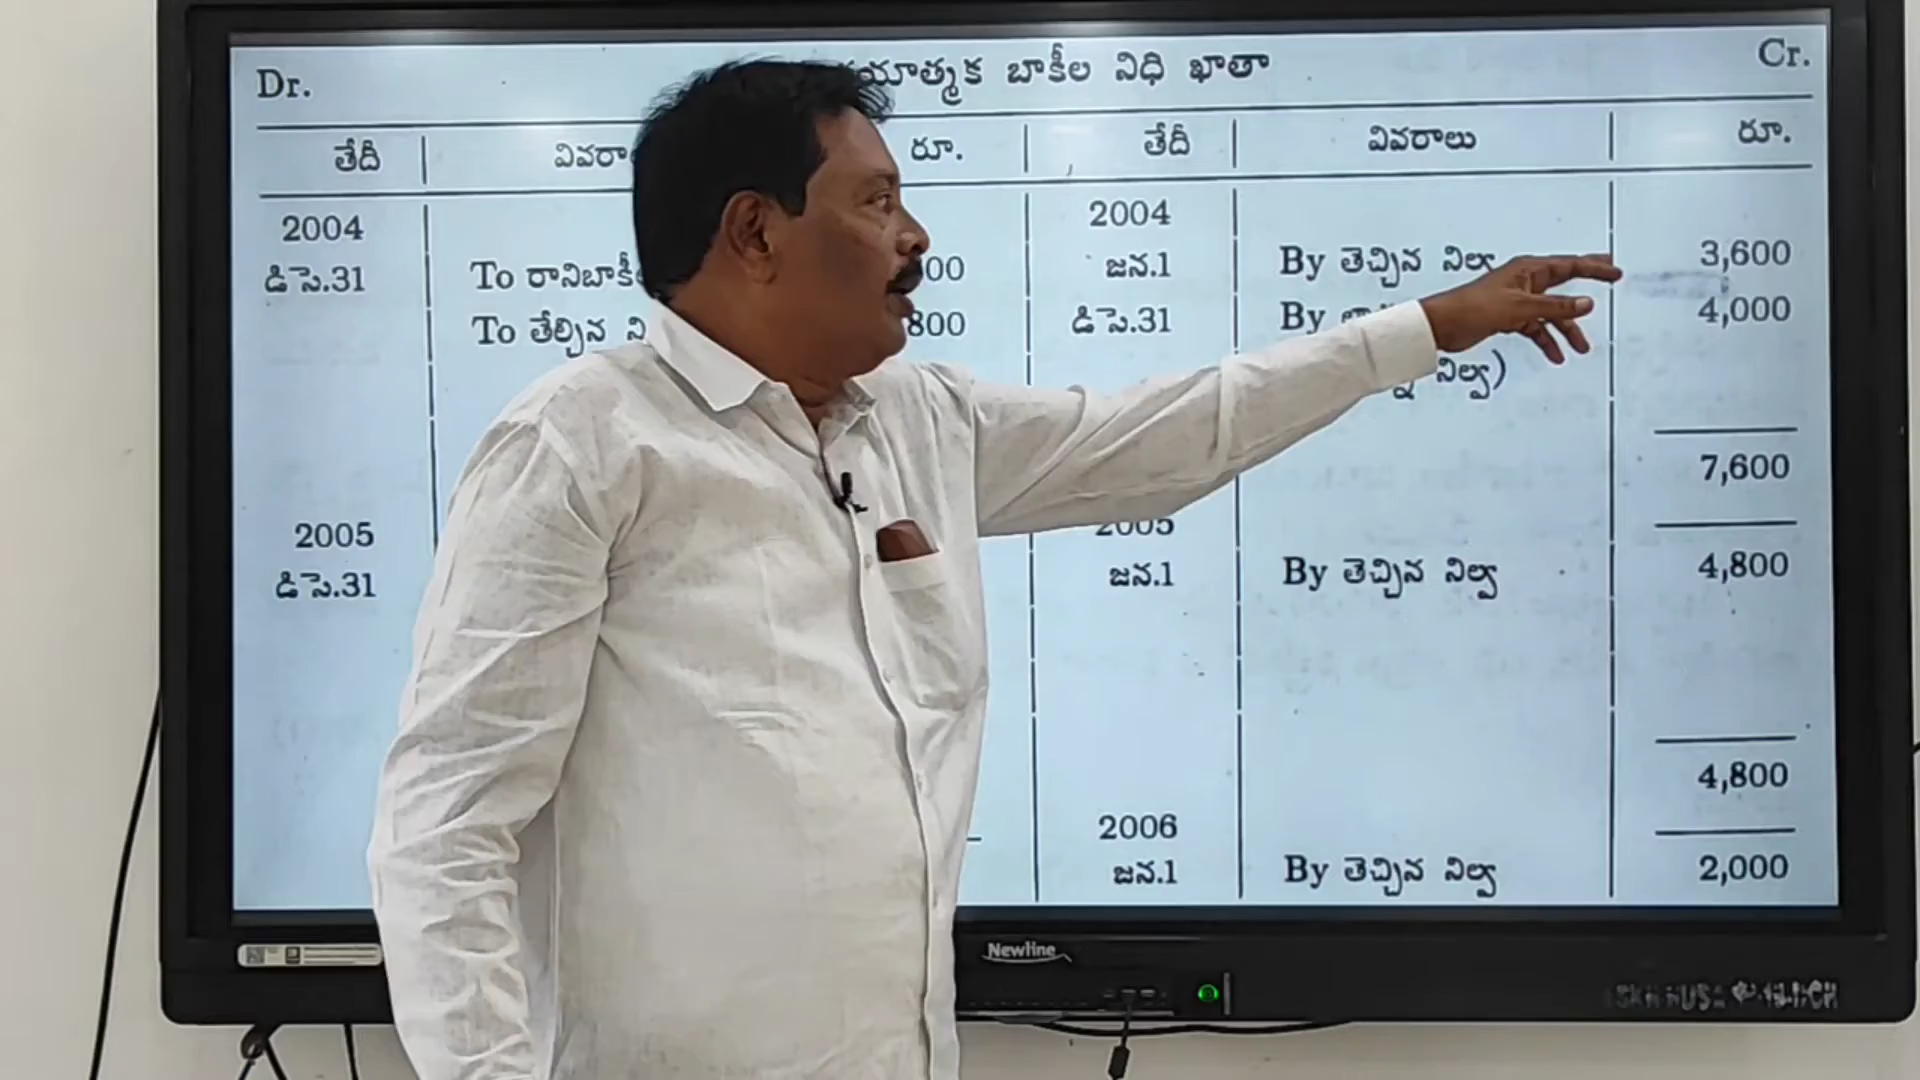 Dr. బాకీల నిధి ఖాతా Cr.
తేదీ రూ. తేదీ వివరాలు రూ.
2004 2004
డిసె.31 To జన.1 By తెచ్చిన నిల్వ 3,600
To తేల్చిన 800 డిసె.31 By 4,000
నిల్వ)
7,600
2005 2005
డిసె.31 జన.1 By తెచ్చిన నిల్వ 4,800
4,800
2006
జన.1 By తెచ్చిన నిల్వ 2,000
Newline